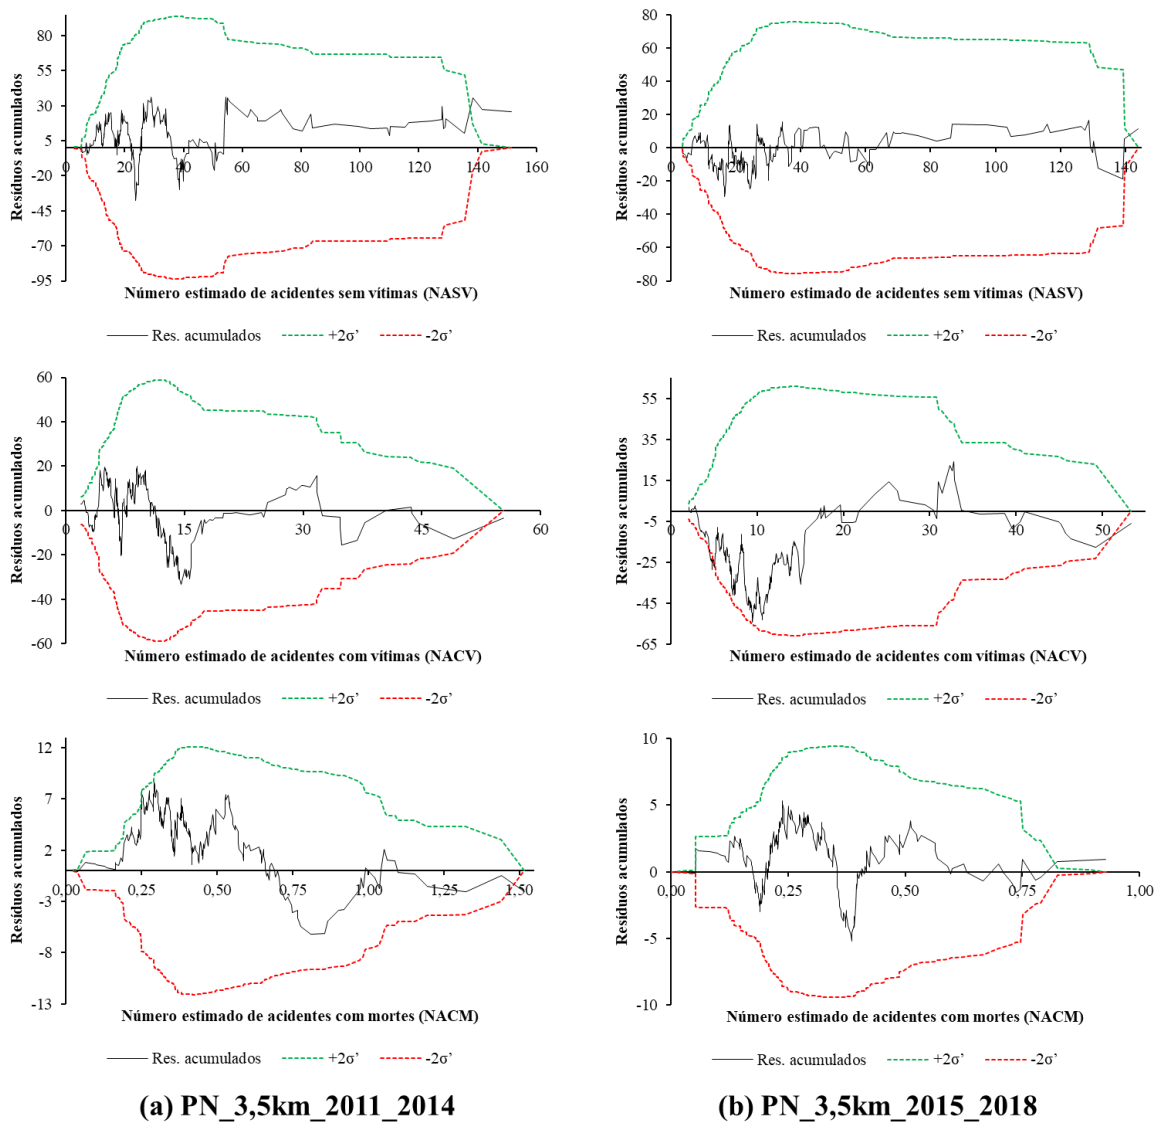 Resíduos acumulados
80
55
30
5
-20
-45
-70
-95
0 20 40 60 80 100 120 140 160
Número estimado de acidentes sem vítimas (NASV)
Res. acumulados +2σ’ -2σ’
Resíduos acumulados
80
60
40
20
0
-20
-40
-60
-80
0 20 40 60 80 100 120 140
Número estimado de acidentes sem vítimas (NASV)
Res. acumulados +2σ’ -2σ’
Resíduos acumulados
60
40
20
0
-20
-40
-60
0 15 30 45 60
Número estimado de acidentes com vítimas (NACV)
Res. acumulados +2σ’ -2σ’
Resíduos acumulados
55
35
15
-5
-25
-45
-65
0 10 20 30 40 50
Número estimado de acidentes com vítimas (NACV)
Res. acumulados +2σ’ -2σ’
Resíduos acumulados
12
7
2
-3
-8
-13
0,00 0,25 0,50 0,75 1,00 1,25 1,50
Número estimado de acidentes com mortes (NACM)
Res. acumulados +2σ’ -2σ’
Resíduos acumulados
10
5
0
-5
-10
0,00 0,25 0,50 0,75 1,00
Número estimado de acidentes com mortes (NACM)
Res. acumulados +2σ’ -2σ’
(a) PN_3,5km_2011_2014
(b) PN_3,5km_2015_2018